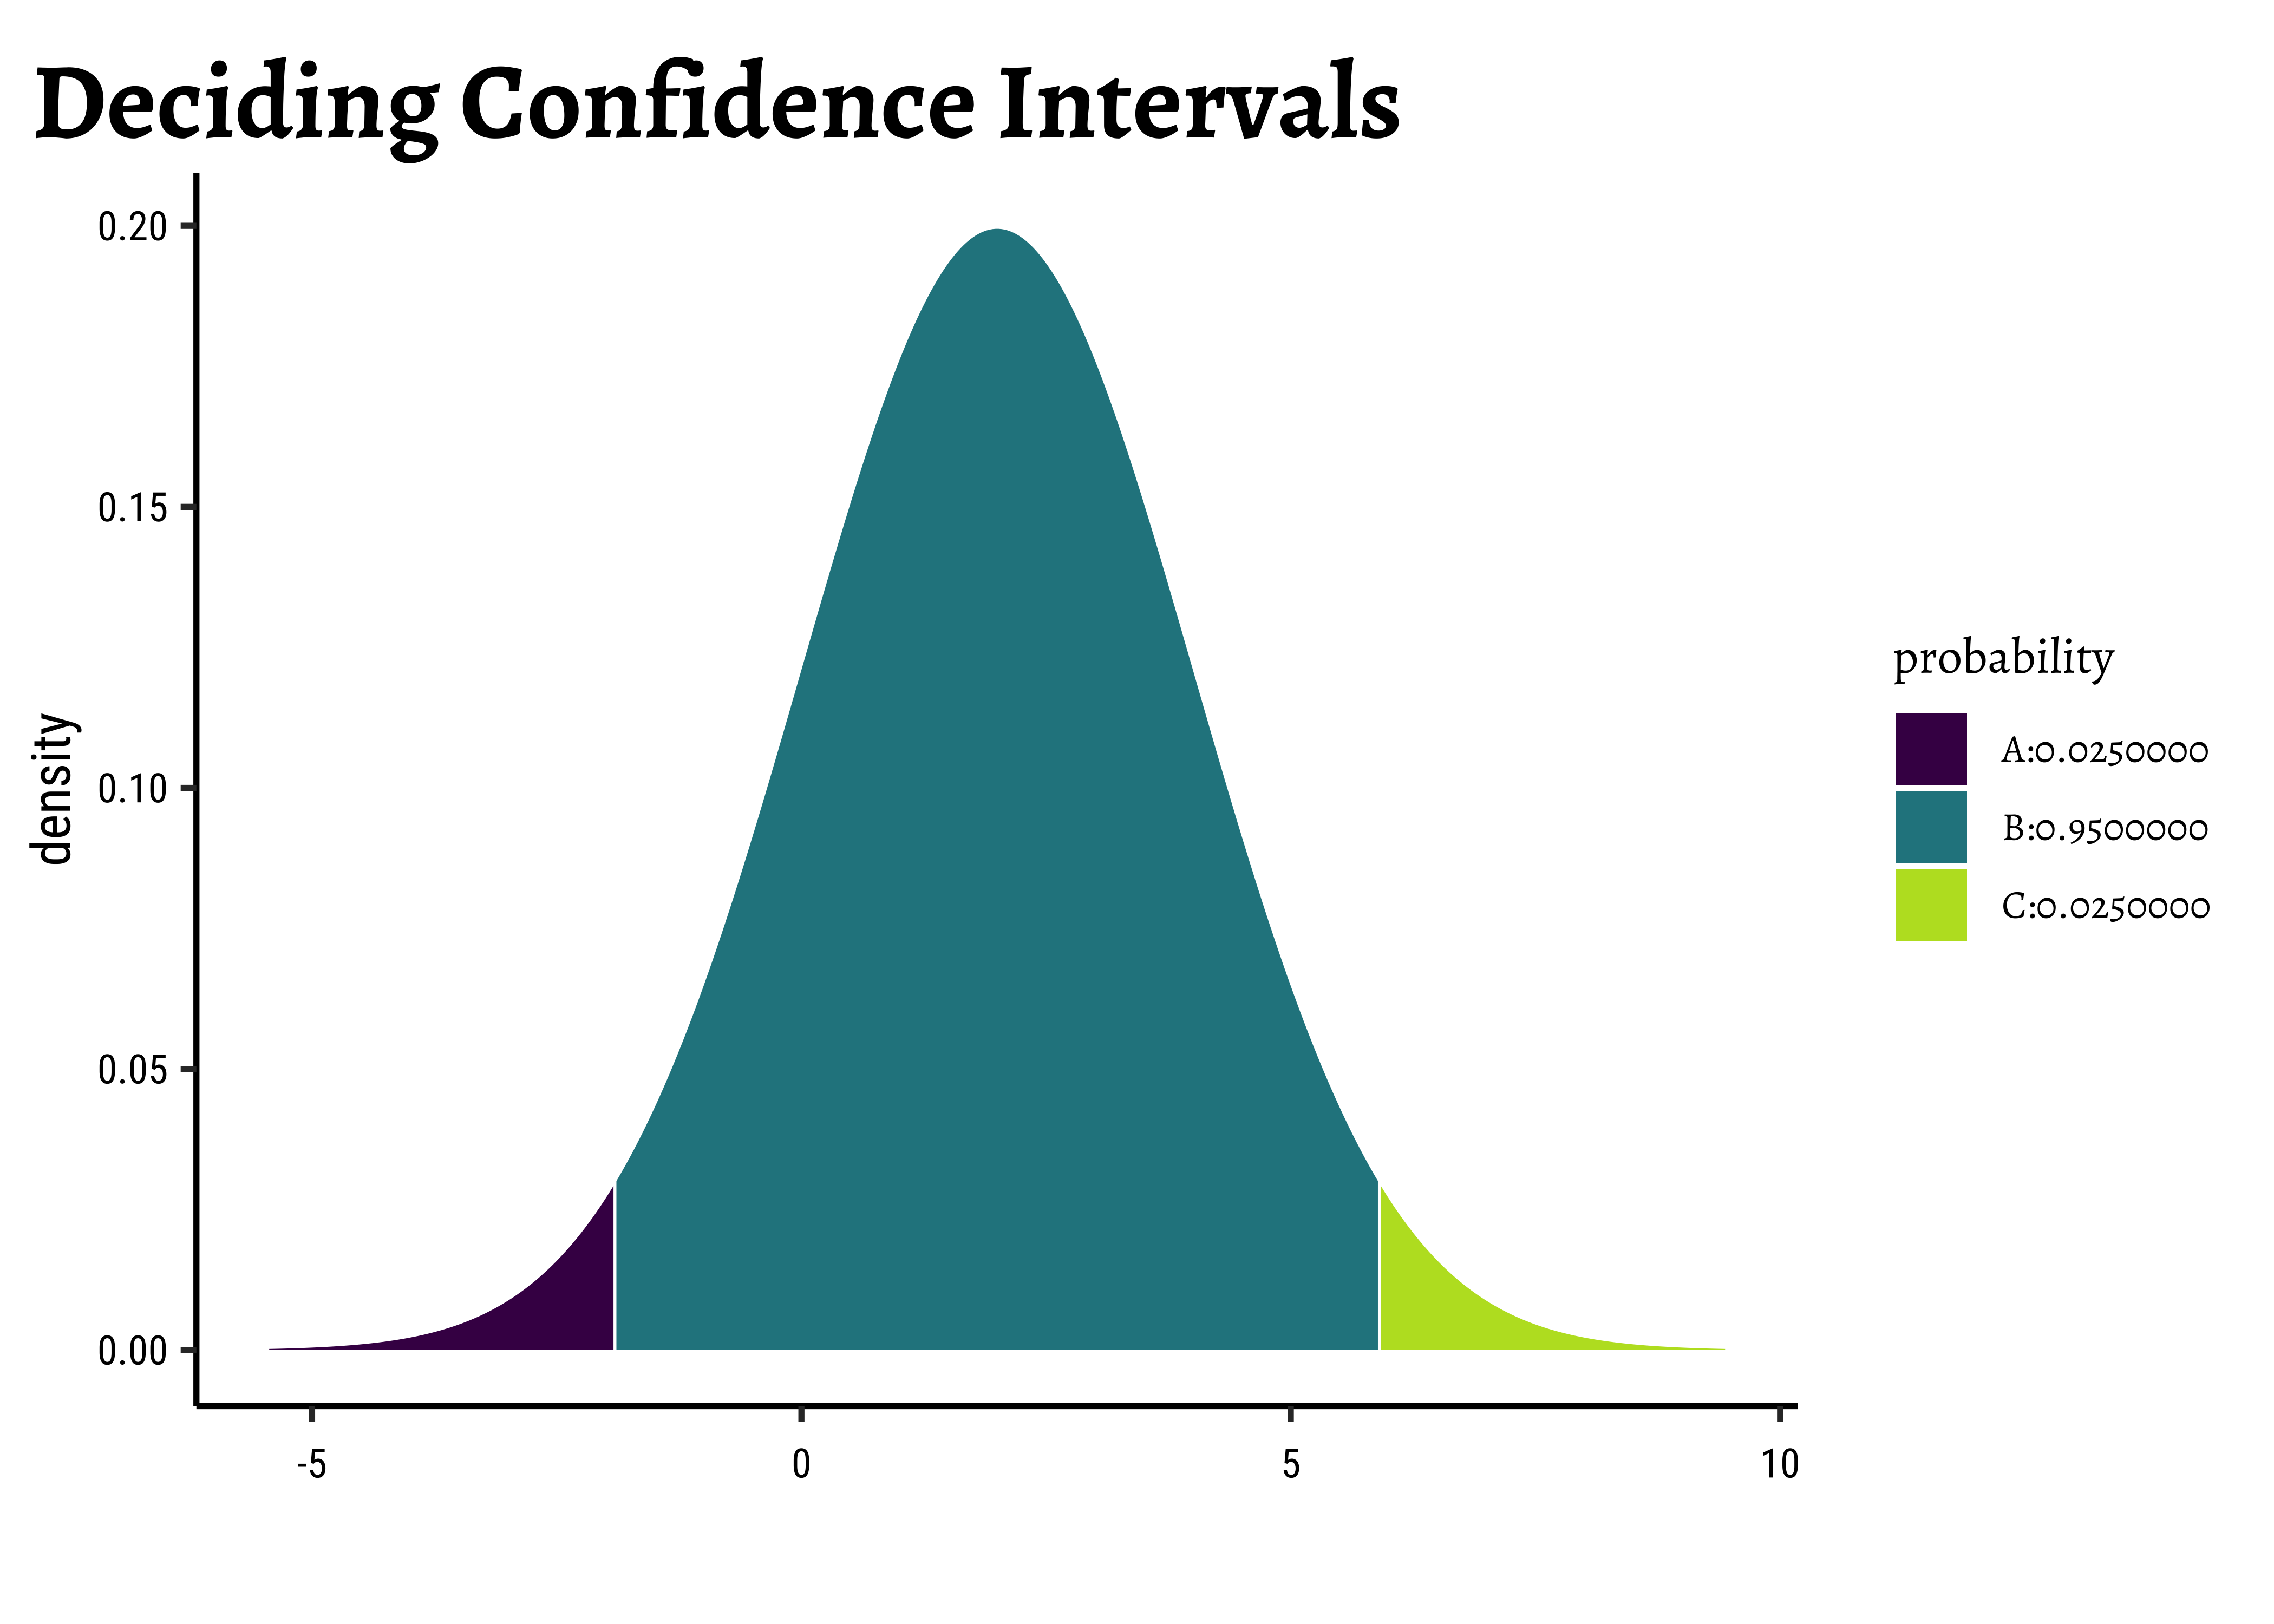 Deciding Confidence Intervals
0.20
0.15
0.10
0.05
0.00
density
-5 0 5 10
probability
A:0.0250000
B:0.9500000
C:0.0250000